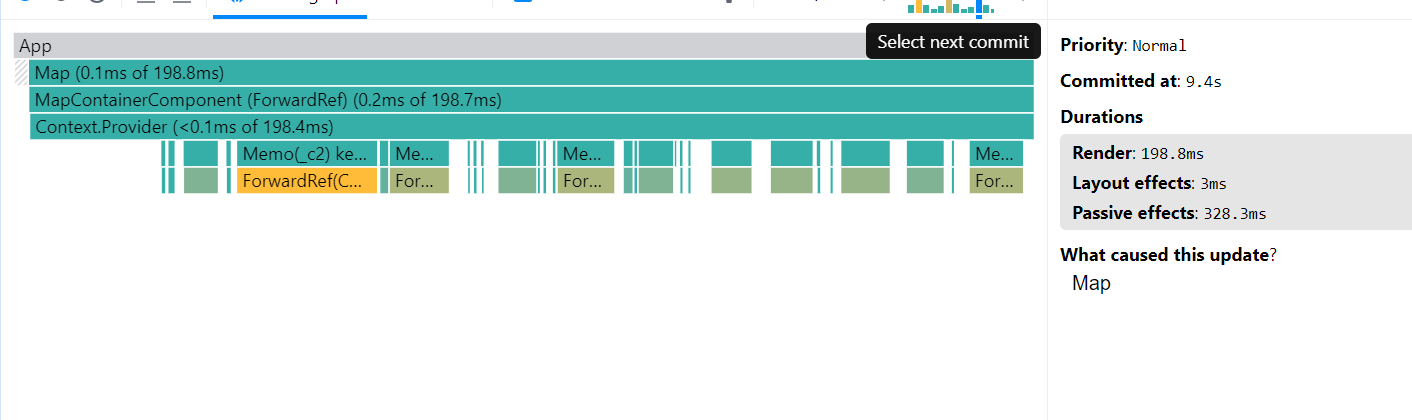 App
Select next commit
Map (0.1ms of 198.8ms)
MapContainerComponent (ForwardRef) (0.2ms of 198.7ms)
Context.Provider (<0.1ms of 198.4ms)
Memo(_c2) ke... Me... Me... Me...
ForwardRef(C... For... For... For...
Priority: Normal
Committed at: 9.4s
Durations
Render: 198.8ms
Layout effects: 3ms
Passive effects: 328.3ms
What caused this update?
Map